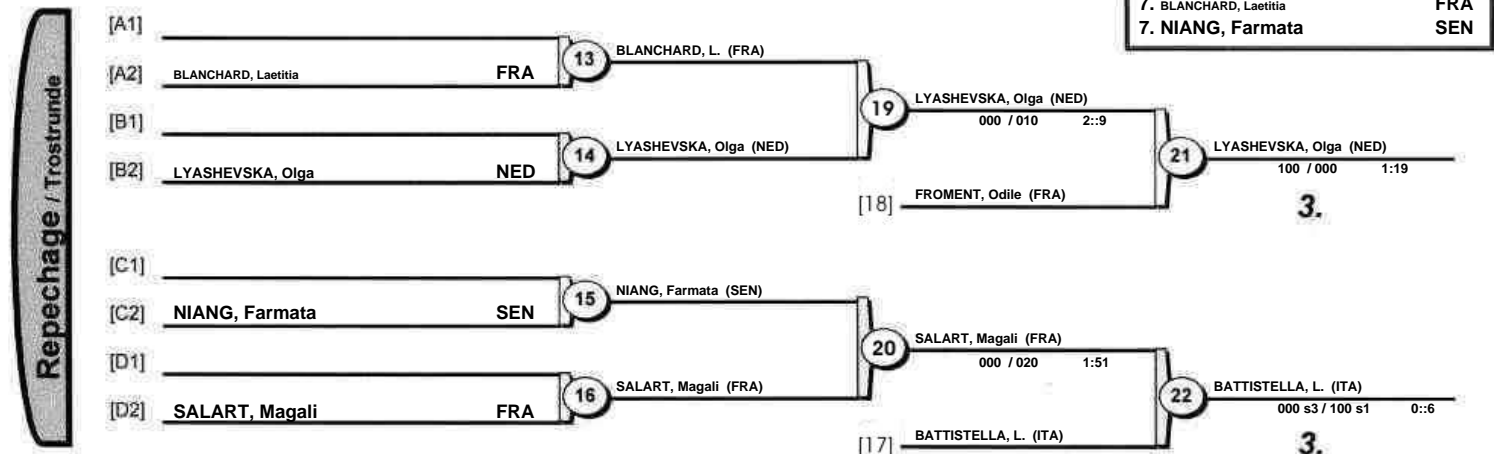 7. BLANCHARD, Laetitia FRA
7. NIANG, Farmata SEN
Repechage / Trostrunde
[A1]
[A2] BLANCHARD, Laetitia FRA
13
BLANCHARD, L. (FRA)
[B1]
[B2] LYASHEVSKA, Olga NED
14
LYASHEVSKA, Olga (NED)
19
LYASHEVSKA, Olga (NED)
000 / 010 2::9
[18] FROMENT, Odile (FRA)
21
LYASHEVSKA, Olga (NED)
100 / 000 1:19
3.
[C1]
[C2] NIANG, Farmata SEN
15
NIANG, Farmata (SEN)
[D1]
[D2] SALART, Magali FRA
16
SALART, Magali (FRA)
20
SALART, Magali (FRA)
000 / 020 1:51
[17] BATTISTELLA, L. (ITA)
22
BATTISTELLA, L. (ITA)
000 s3 / 100 s1 0::6
3.